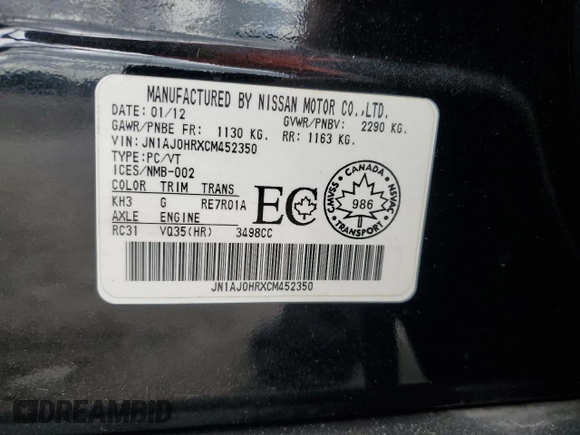 MANUFACTURED BY NISSAN MOTOR CO.,LTD.
DATE: 01/12 GVWR/PNBV: 2290 KG.
GAWR/PNBE FR: 1130 KG. RR: 1163 KG.
VIN: JN1AJ0HRXCM452350
TYPE: PC/VT
ICES/NMB-002
COLOR TRIM TRANS
KH3 G RE7R01A
AXLE ENGINE
RC31 VQ35(HR) 3498CC
EC
CANADA
CMVSS NSVAC
986
TRANSPORT
JN1AJ0HRXCM452350
DREAMBID